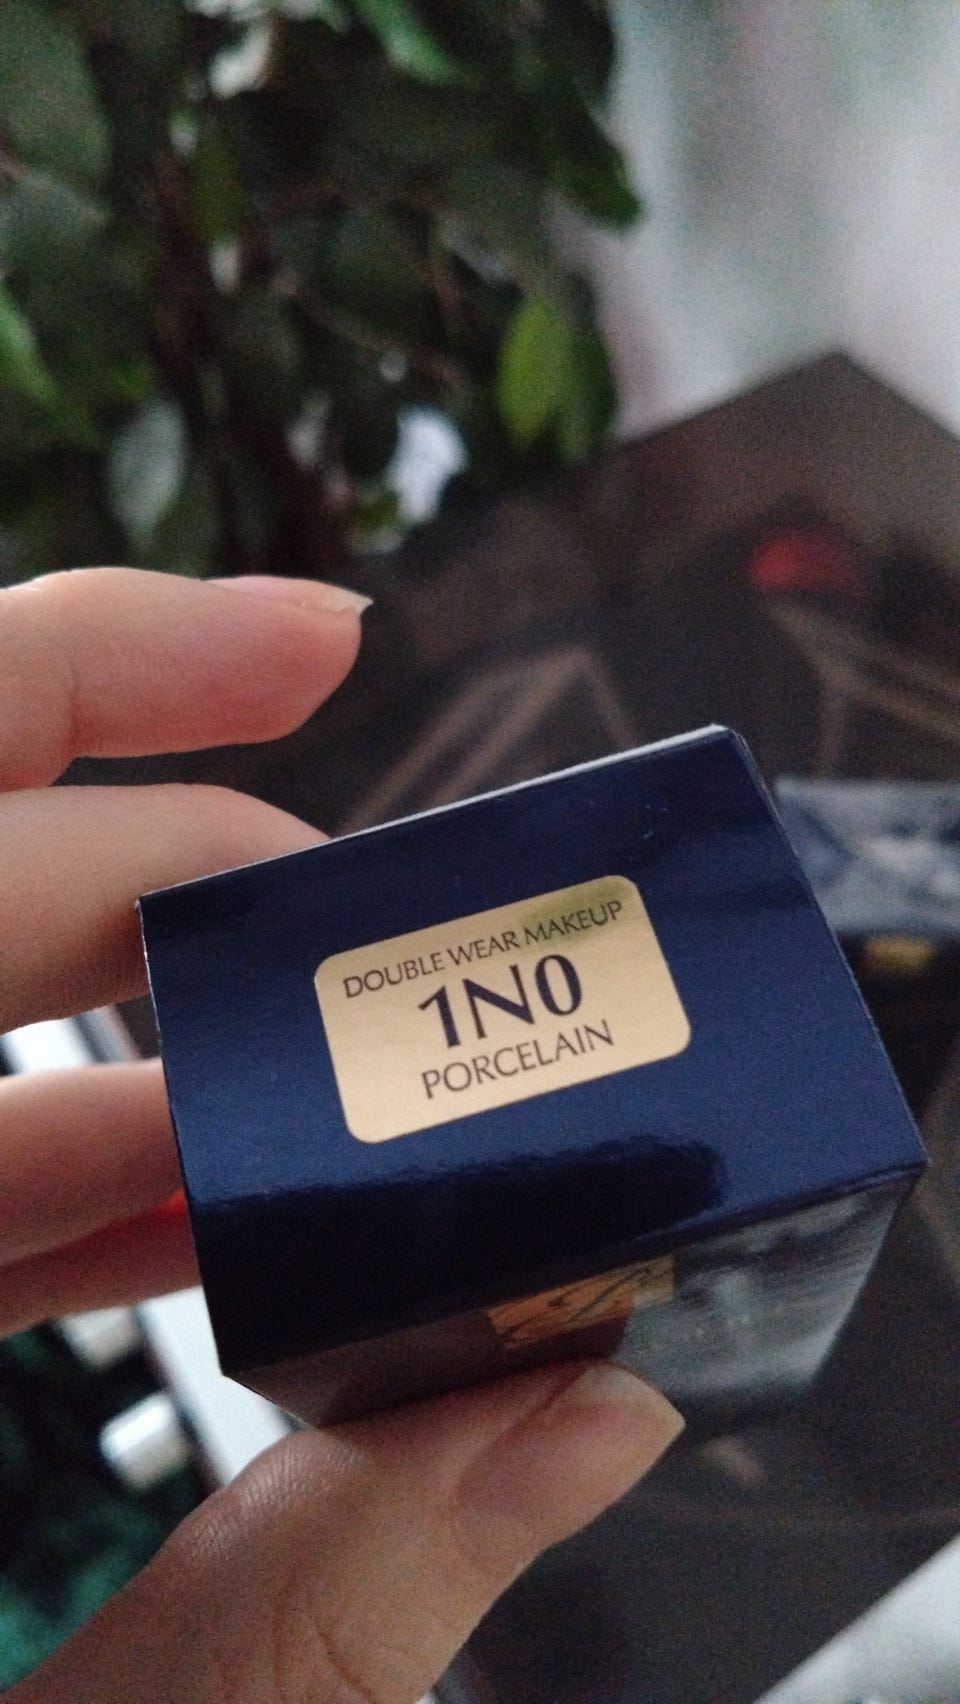 DOUBLE WEAR MAKEUP
1N0
PORCELAIN